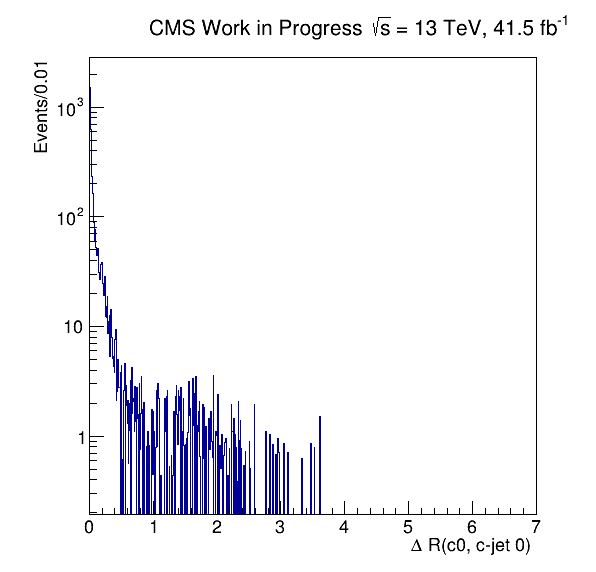 CMS Work in Progress √s = 13 TeV, 41.5 fb⁻¹
Events/0.01
10³
10²
10
1
0 1 2 3 4 5 6 7
Δ R(c0, c-jet 0)